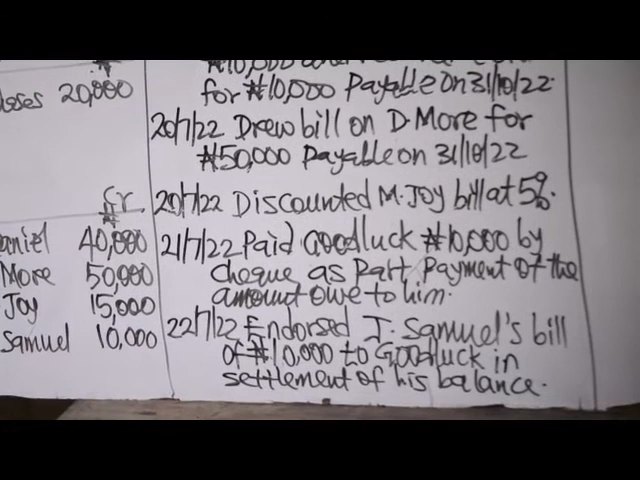 ₦
oses 20,000
Cr
₦
aniel 40,000
More 50,000
Joy 15,000
Samuel 10,000
₦10,000
for ₦10,000 Payable on 31/10/22.
20/7/22 Drew bill on D. More for
₦50,000 Payable on 31/10/22
20/7/22 Discounted M. Joy bill at 5%.
21/7/22 Paid Goodluck ₦10,000 by
cheque as Part Payment of the
amount owe to him.
22/7/22 Endorsed J. Samuel's bill
of ₦10,000 to Goodluck in
settlement of his balance.